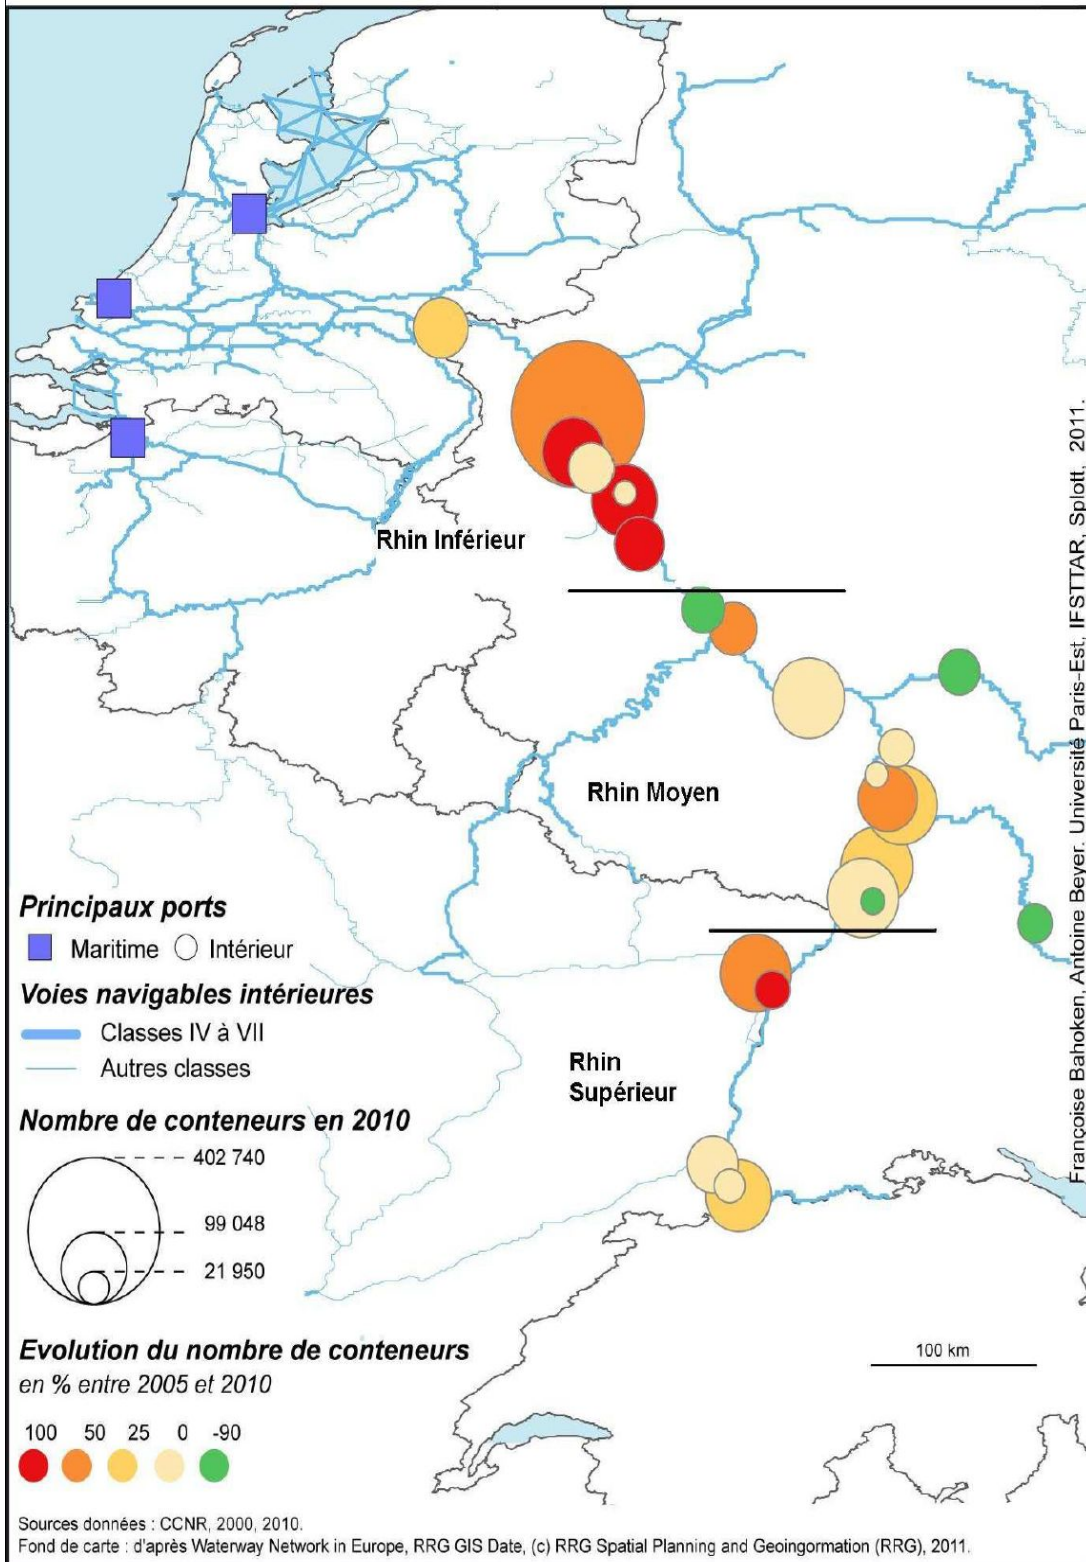 Rhin Inférieur
Rhin Moyen
Rhin
Supérieur
Principaux ports
Maritime Intérieur
Voies navigables intérieures
Classes IV à VII
Autres classes
Nombre de conteneurs en 2010
402 740
99 048
21 950
Evolution du nombre de conteneurs
en % entre 2005 et 2010
100 50 25 0 -90
100 km
Sources données : CCNR, 2000, 2010.
Fond de carte : d'après Waterway Network in Europe, RRG GIS Date, (c) RRG Spatial Planning and Geoingormation (RRG), 2011.
Françoise Bahoken, Antoine Beyer. Université Paris-Est, IFSTTAR, Splott, 2011.